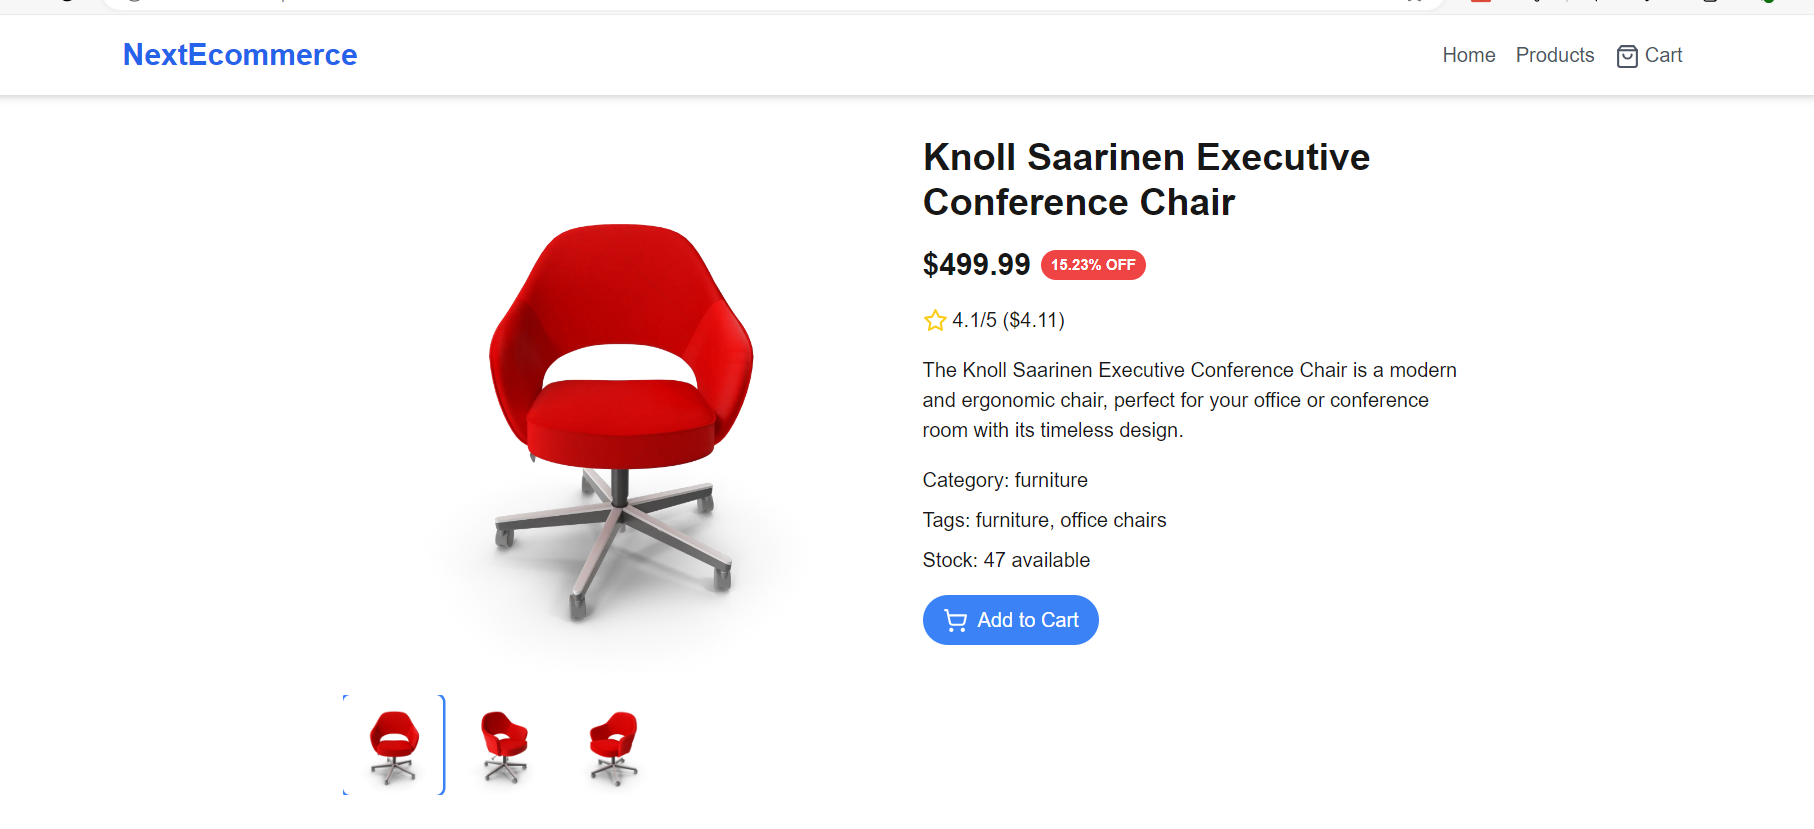 NextEcommerce
Home
Products
Cart
Knoll Saarinen Executive
Conference Chair
$499.99
15.23% OFF
4.1/5 ($4.11)
The Knoll Saarinen Executive Conference Chair is a modern
and ergonomic chair, perfect for your office or conference
room with its timeless design.
Category: furniture
Tags: furniture, office chairs
Stock: 47 available
Add to Cart